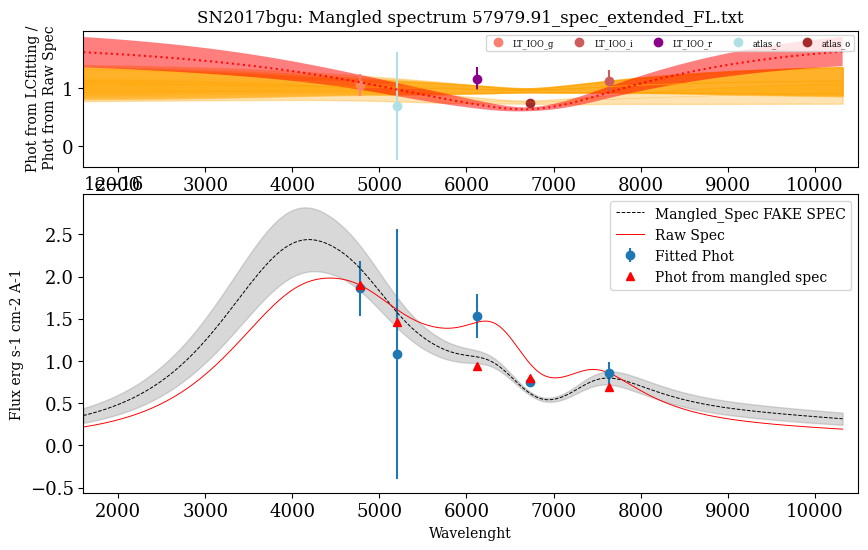 SN2017bgu: Mangled spectrum 57979.91_spec_extended_FL.txt
Phot from LCfitting /
Phot from Raw Spec
LT_IOO_g LT_IOO_i LT_IOO_r atlas_c atlas_o
1
0
2000 3000 4000 5000 6000 7000 8000 9000 10000
Flux erg s-1 cm-2 A-1
Mangled_Spec FAKE SPEC
Raw Spec
Fitted Phot
Phot from mangled spec
2.5
2.0
1.5
1.0
0.5
0.0
−0.5
2000 3000 4000 5000 6000 7000 8000 9000 10000
Wavelenght